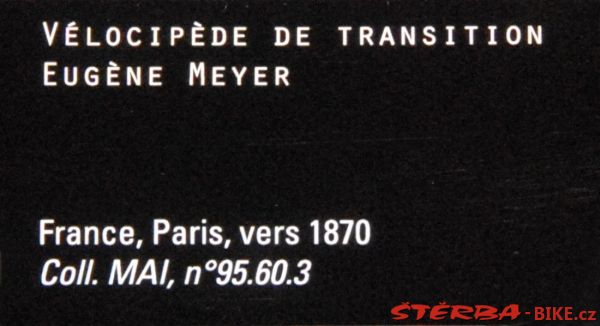 VÉLOCIPÈDE DE TRANSITION
EUGÈNE MEYER
France, Paris, vers 1870
Coll. MAI, n°95.60.3
ŠTĚRBA-BIKE.cz